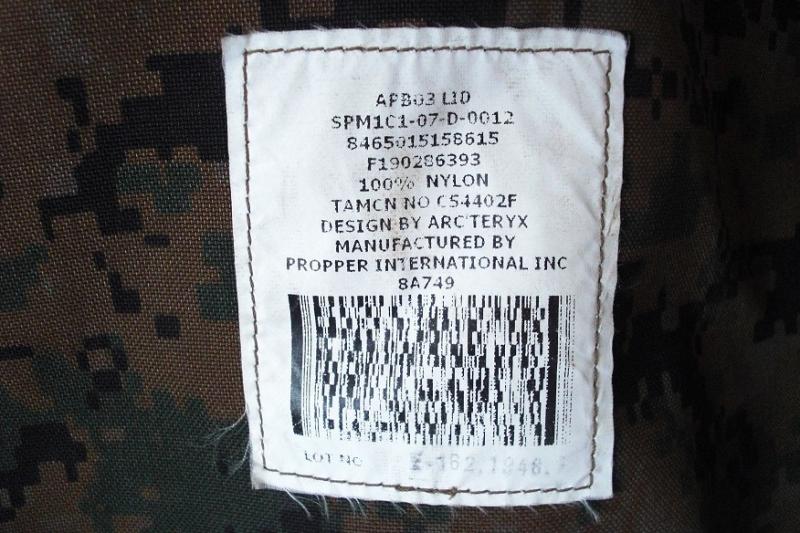 APB03 LID
SPM1C1-07-D-0012
8465015158615
F190286393
100% NYLON
TAMCN NO C54402F
DESIGN BY ARC'TERYX
MANUFACTURED BY
PROPPER INTERNATIONAL INC
8A749
LOT NO